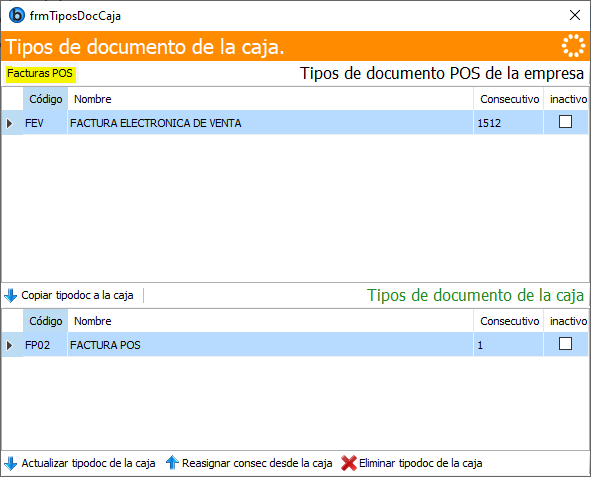 frmTiposDocCaja
Tipos de documento de la caja.
Facturas POS Tipos de documento POS de la empresa
Código Nombre Consecutivo inactivo
FEV FACTURA ELECTRONICA DE VENTA 1512
Copiar tipodoc a la caja Tipos de documento de la caja
Código Nombre Consecutivo inactivo
FP02 FACTURA POS 1
Actualizar tipodoc de la caja Reasignar consec desde la caja Eliminar tipodoc de la caja